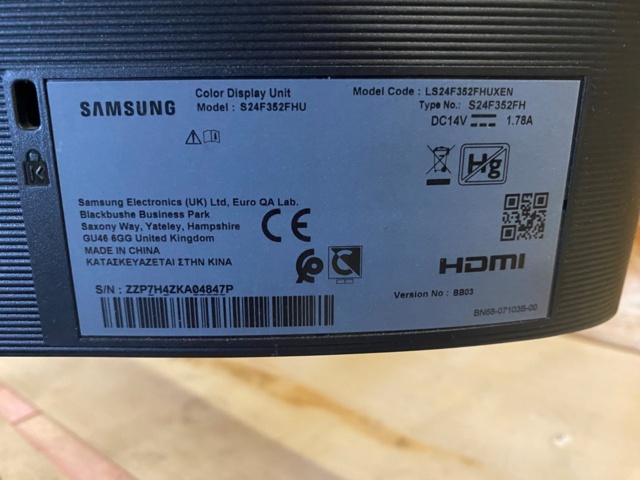 SAMSUNG
Color Display Unit
Model : S24F352FHU
Model Code : LS24F352FHUXEN
Type No.: S24F352FH
DC14V 1.78A
Hg
Samsung Electronics (UK) Ltd, Euro QA Lab.
Blackbushe Business Park
Saxony Way, Yateley, Hampshire
GU46 6GG United Kingdom
MADE IN CHINA
ΚΑΤΑΣΚΕΥΑΖΕΤΑΙ ΣΤΗΝ ΚΙΝΑ
CE
HDMI
S/N : ZZP7H4ZKA04847P
Version No : BB03
BN68-07103B-00
K